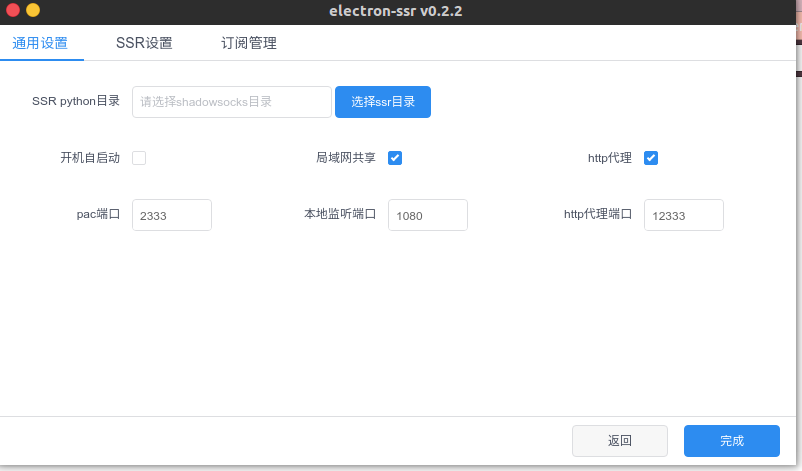 electron-ssr v0.2.2
通用设置 SSR设置 订阅管理
SSR python目录 请选择shadowsocks目录 选择ssr目录
开机自启动 局域网共享 http代理
pac端口 2333 本地监听端口 1080 http代理端口 12333
返回 完成